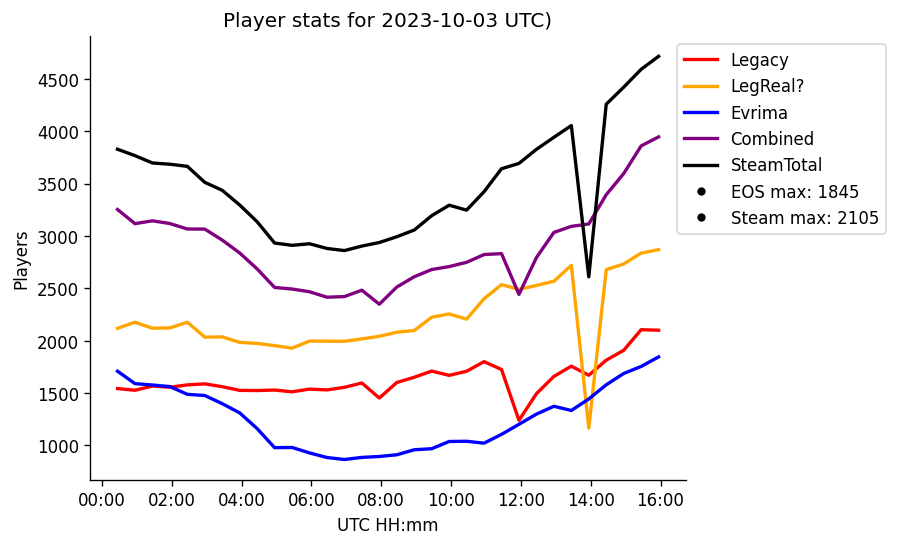 Player stats for 2023-10-03 UTC)
Legacy
LegReal?
Evrima
Combined
SteamTotal
EOS max: 1845
Steam max: 2105
Players
4500
4000
3500
3000
2500
2000
1500
1000
00:00 02:00 04:00 06:00 08:00 10:00 12:00 14:00 16:00
UTC HH:mm